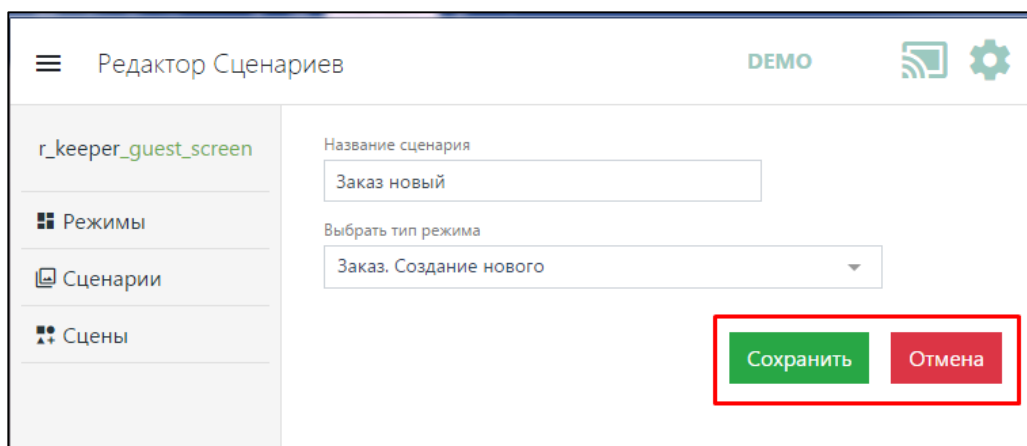 Редактор Сценариев
DEMO
r_keeper_guest_screen
Режимы
Сценарии
Сцены
Название сценария
Заказ новый
Выбрать тип режима
Заказ. Создание нового
Сохранить
Отмена